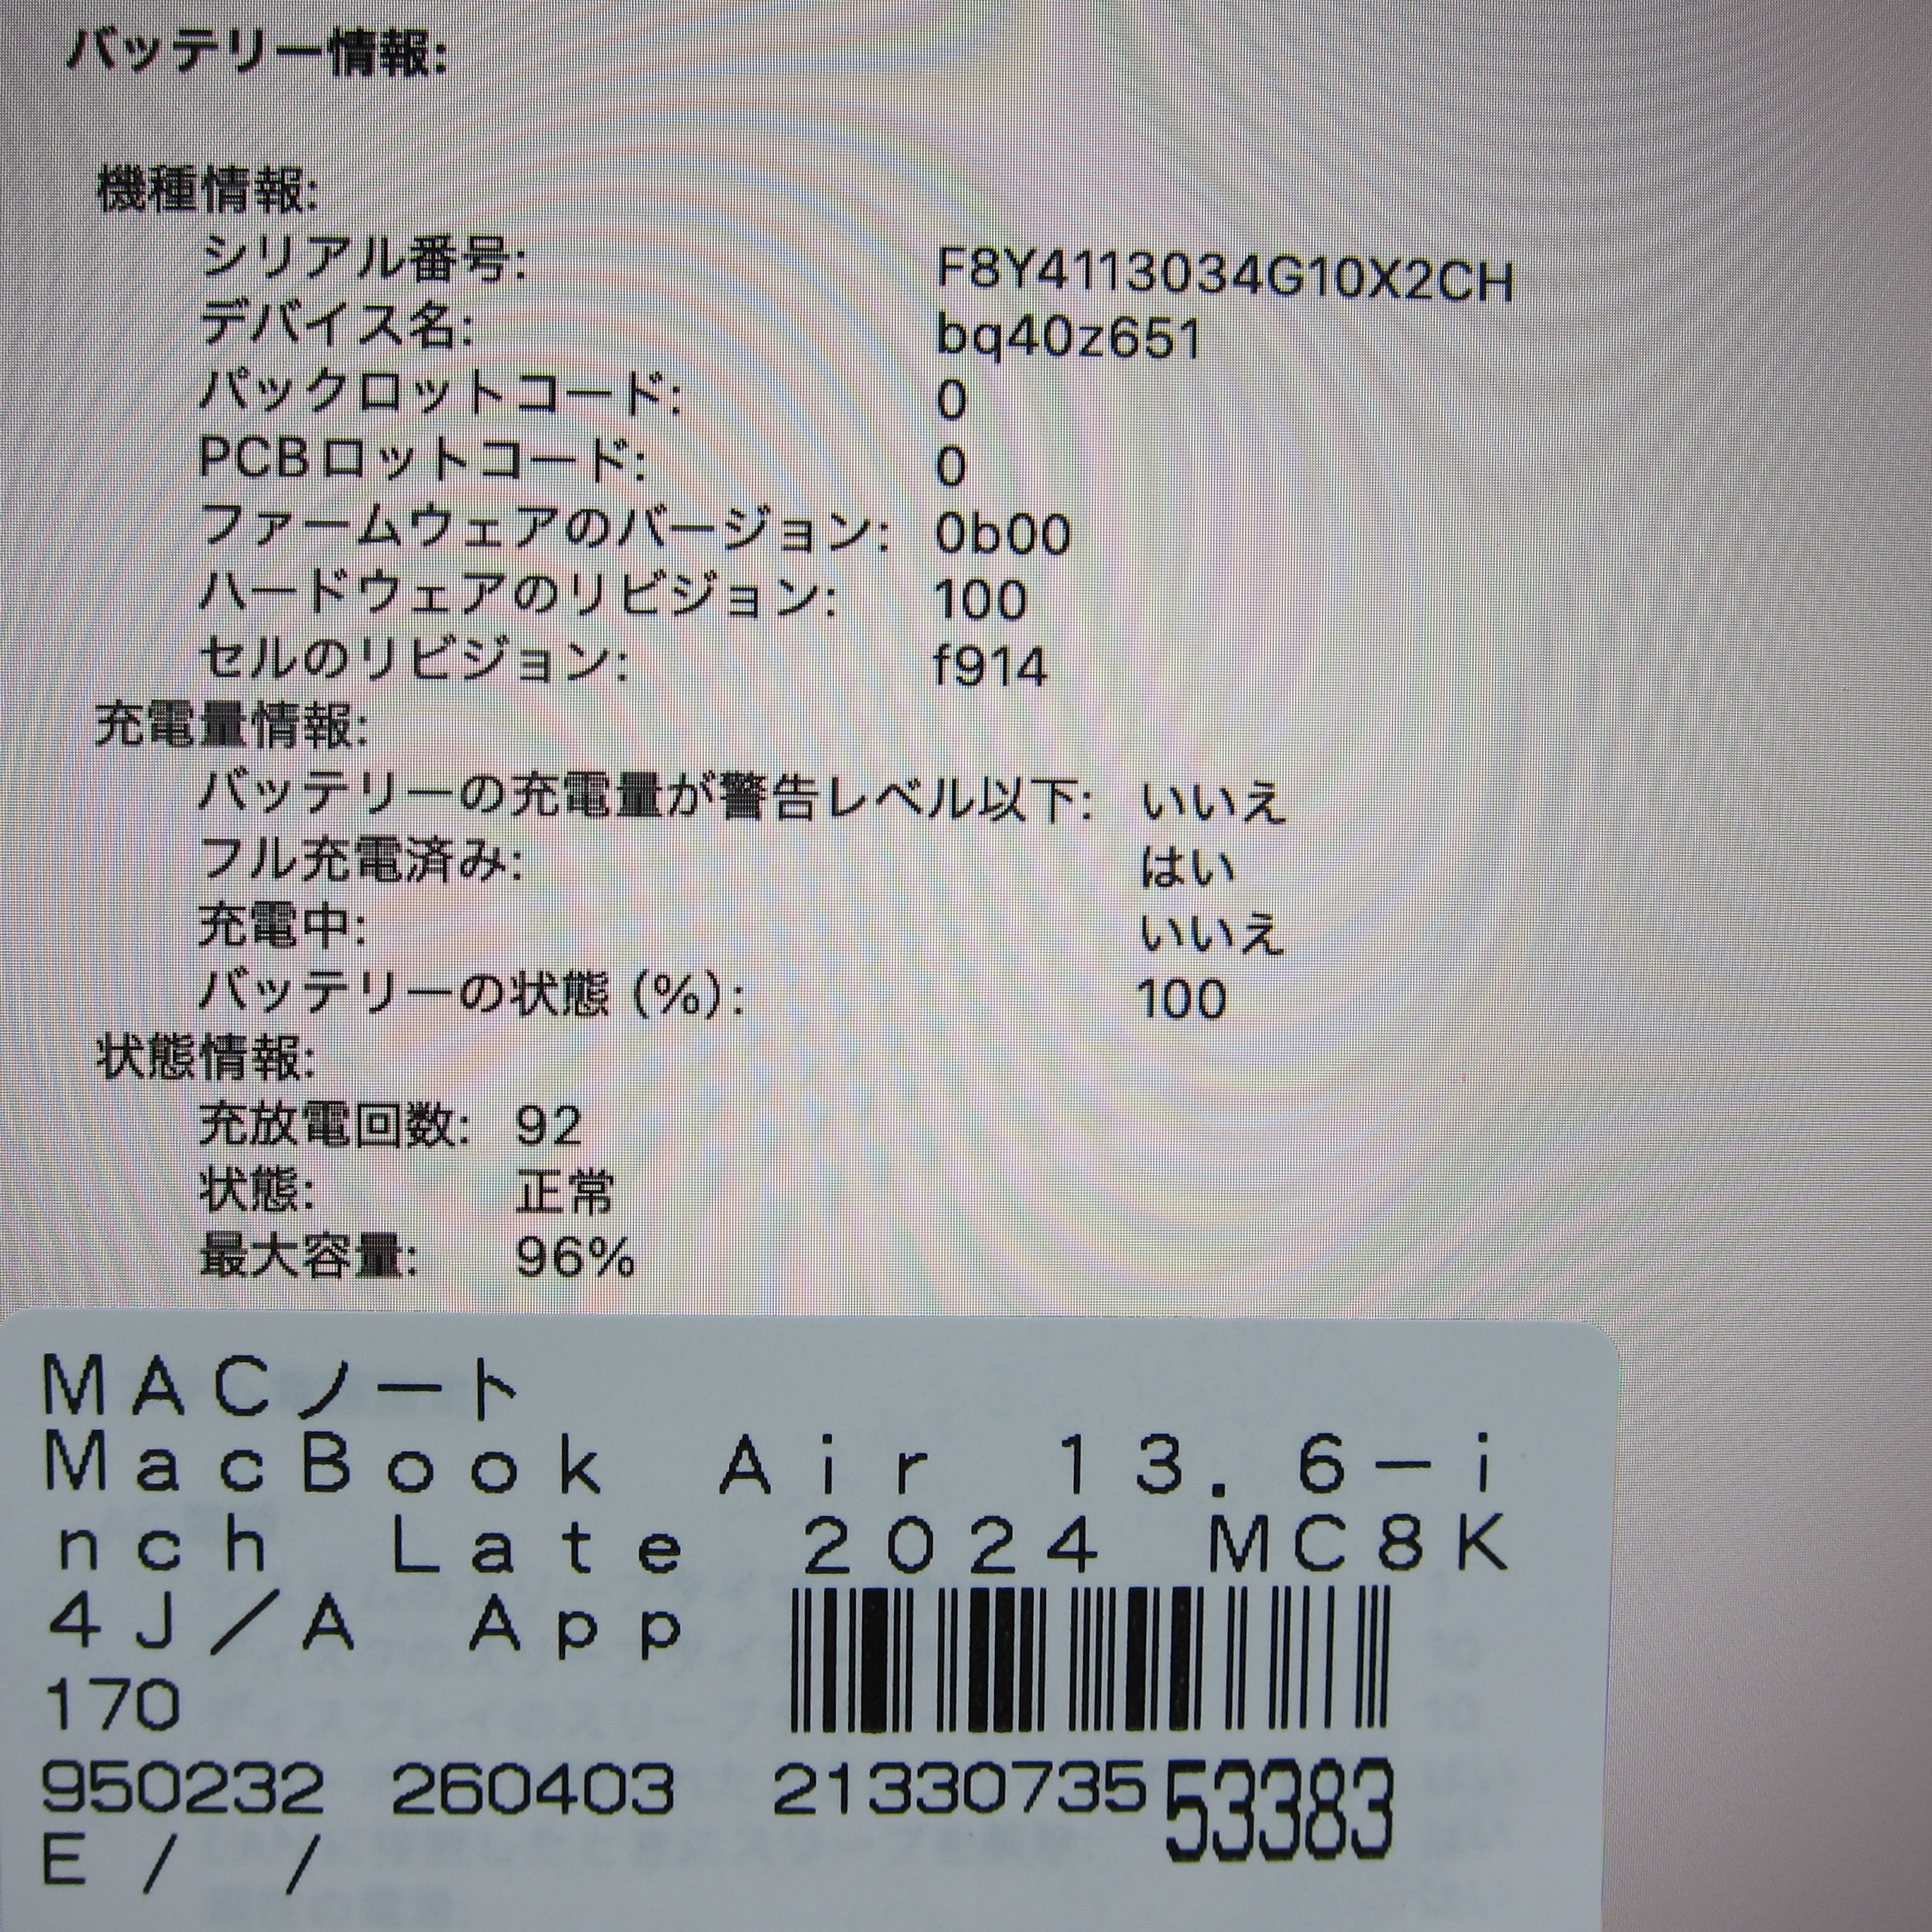 バッテリー情報:
機種情報:
シリアル番号: F8Y4113034G10X2CH
デバイス名: bq40z651
パックロットコード: 0
PCBロットコード: 0
ファームウェアのバージョン: 0b00
ハードウェアのリビジョン: 100
セルのリビジョン: f914
充電量情報:
バッテリーの充電量が警告レベル以下: いいえ
フル充電済み: はい
充電中: いいえ
バッテリーの状態 (%): 100
状態情報:
充放電回数: 92
状態: 正常
最大容量: 96%
MACノート
MacBook Air 13.6-i
nch Late 2024 MC8K
4J/A App
170
950232 260403 21330735 53383
E / /